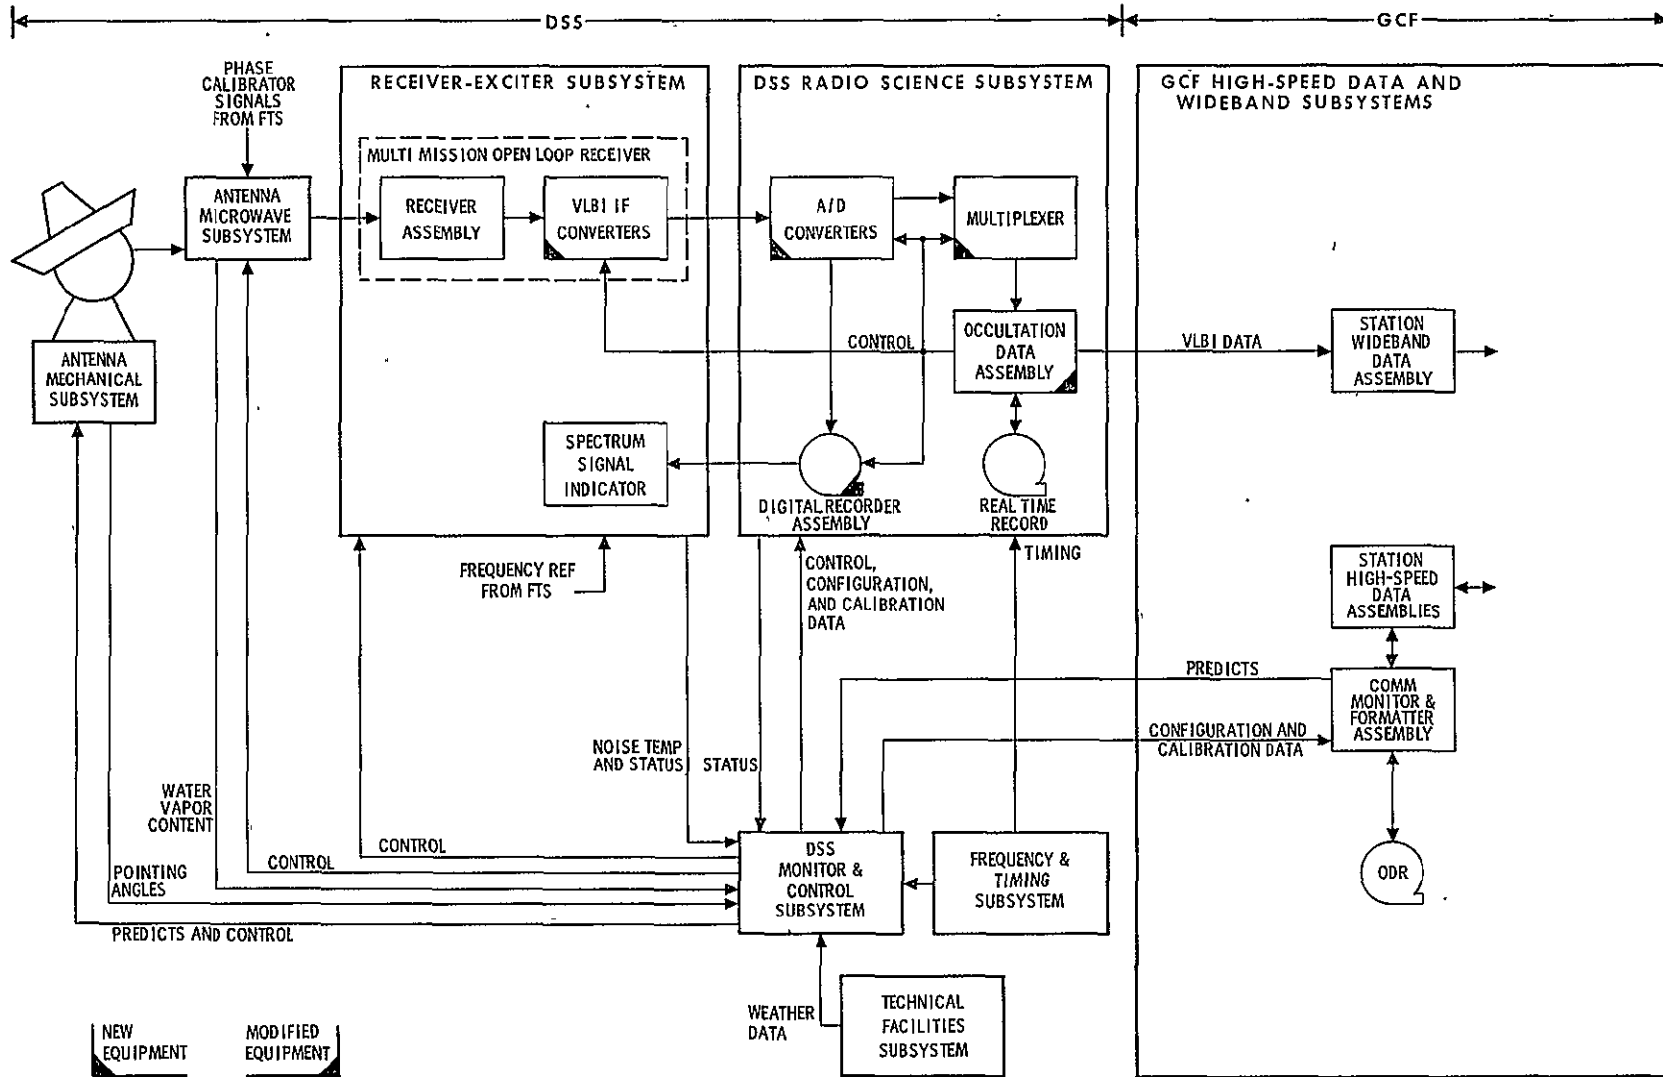 DSS
GCF
PHASE
CALIBRATOR
SIGNALS
FROM FTS
RECEIVER-EXCITER SUBSYSTEM
DSS RADIO SCIENCE SUBSYSTEM
GCF HIGH-SPEED DATA AND
WIDEBAND SUBSYSTEMS
MULTI MISSION OPEN LOOP RECEIVER
ANTENNA
MICROWAVE
SUBSYSTEM
RECEIVER
ASSEMBLY
VLBI IF
CONVERTERS
A/D
CONVERTERS
MULTIPLEXER
ANTENNA
MECHANICAL
SUBSYSTEM
CONTROL
OCCULTATION
DATA
ASSEMBLY
VLBI DATA
STATION
WIDEBAND
DATA
ASSEMBLY
SPECTRUM
SIGNAL
INDICATOR
DIGITAL RECORDER
ASSEMBLY
REAL TIME
RECORD
FREQUENCY REF
FROM FTS
CONTROL,
CONFIGURATION,
AND CALIBRATION
DATA
TIMING
STATION
HIGH-SPEED
DATA
ASSEMBLIES
PREDICTS
COMM
MONITOR &
FORMATTER
ASSEMBLY
CONFIGURATION AND
CALIBRATION DATA
NOISE TEMP
AND STATUS
STATUS
WATER
VAPOR
CONTENT
CONTROL
CONTROL
POINTING
ANGLES
PREDICTS AND CONTROL
DSS
MONITOR &
CONTROL
SUBSYSTEM
FREQUENCY &
TIMING
SUBSYSTEM
ODR
WEATHER
DATA
TECHNICAL
FACILITIES
SUBSYSTEM
NEW
EQUIPMENT
MODIFIED
EQUIPMENT